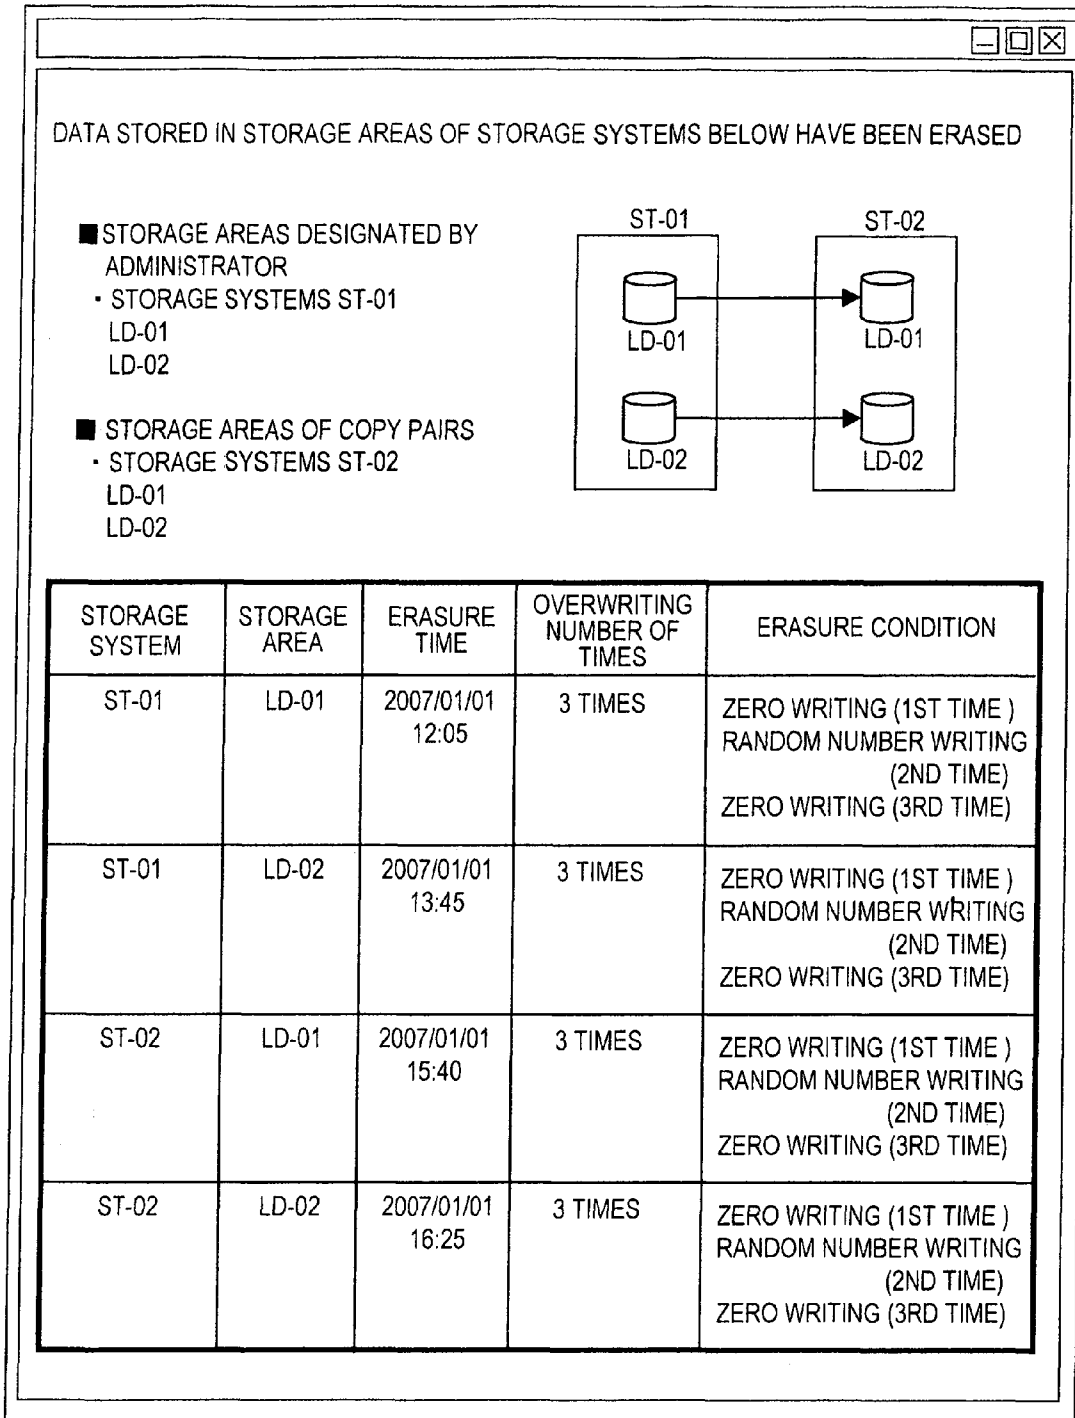 DATA STORED IN STORAGE AREAS OF STORAGE SYSTEMS BELOW HAVE BEEN ERASED
■STORAGE AREAS DESIGNATED BY
ADMINISTRATOR
・STORAGE SYSTEMS ST-01
LD-01
LD-02
■ STORAGE AREAS OF COPY PAIRS
・STORAGE SYSTEMS ST-02
LD-01
LD-02
ST-01
ST-02
LD-01
LD-01
LD-02
LD-02
STORAGE
SYSTEM
STORAGE
AREA
ERASURE
TIME
OVERWRITING
NUMBER OF
TIMES
ERASURE CONDITION
ST-01
LD-01
2007/01/01
12:05
3 TIMES
ZERO WRITING (1ST TIME )
RANDOM NUMBER WRITING
(2ND TIME)
ZERO WRITING (3RD TIME)
ST-01
LD-02
2007/01/01
13:45
3 TIMES
ZERO WRITING (1ST TIME )
RANDOM NUMBER WRITING
(2ND TIME)
ZERO WRITING (3RD TIME)
ST-02
LD-01
2007/01/01
15:40
3 TIMES
ZERO WRITING (1ST TIME )
RANDOM NUMBER WRITING
(2ND TIME)
ZERO WRITING (3RD TIME)
ST-02
LD-02
2007/01/01
16:25
3 TIMES
ZERO WRITING (1ST TIME )
RANDOM NUMBER WRITING
(2ND TIME)
ZERO WRITING (3RD TIME)